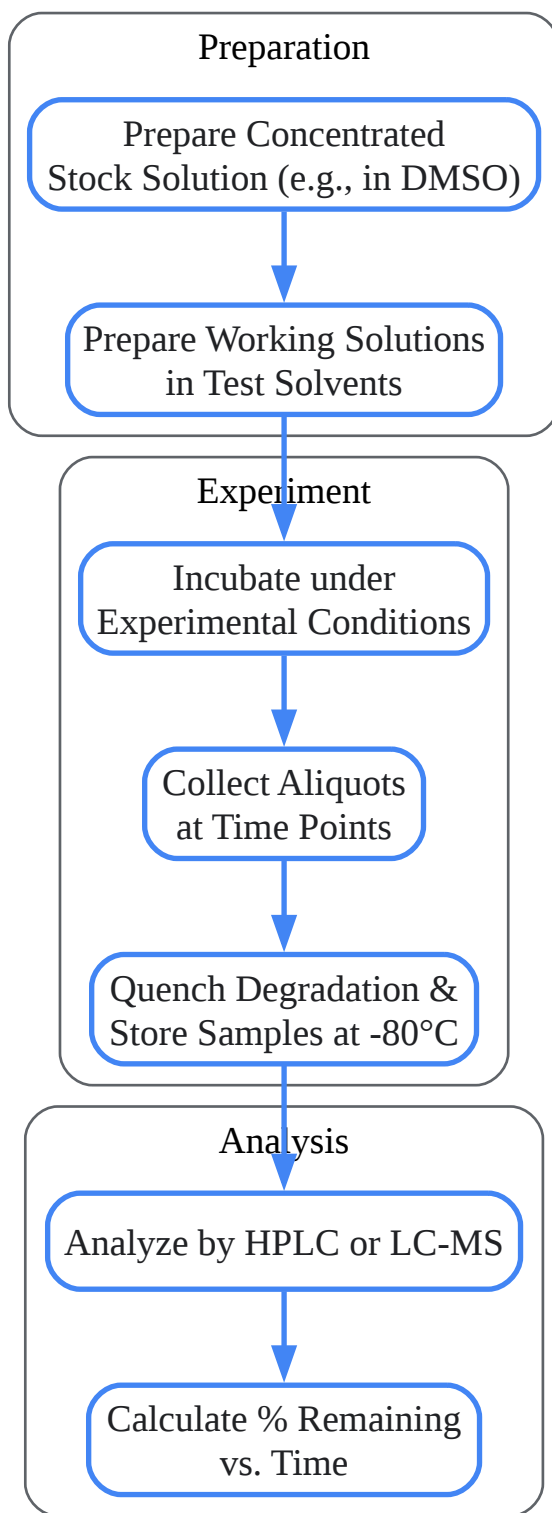 Preparation
Prepare Concentrated
Stock Solution (e.g., in DMSO)
Prepare Working Solutions
in Test Solvents
Experiment
Incubate under
Experimental Conditions
Collect Aliquots
at Time Points
Quench Degradation &
Store Samples at -80°C
Analysis
Analyze by HPLC or LC-MS
Calculate % Remaining
vs. Time